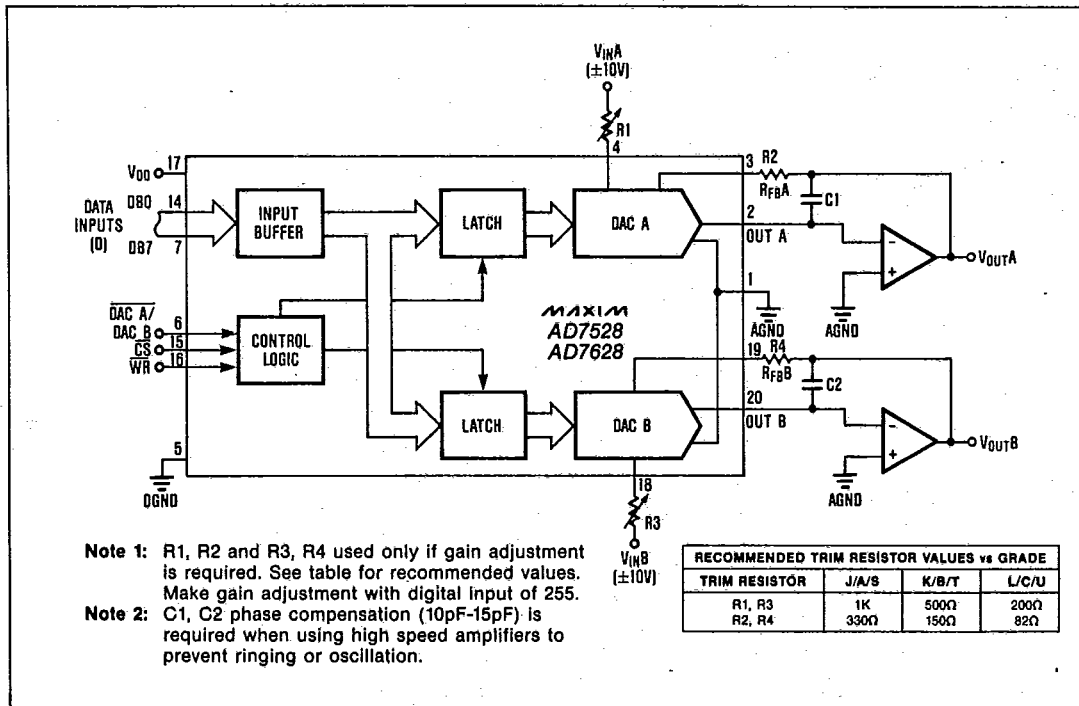 VINA
(±10V)
R1
4
VDD
17
3
R2
RFBA
C1
DATA
INPUTS
(D)
DB0
14
DB7
7
INPUT
BUFFER
LATCH
DAC A
2
OUT A
-
+
VOUTA
1
AGND
AGND
DAC A/
DAC B
6
CS
15
WR
16
CONTROL
LOGIC
MAXIM
AD7528
AD7628
19
R4
RFBB
C2
LATCH
DAC B
20
OUT B
-
+
VOUTB
AGND
5
DGND
18
R3
VINB
(±10V)
Note 1: R1, R2 and R3, R4 used only if gain adjustment
is required. See table for recommended values.
Make gain adjustment with digital input of 255.
Note 2: C1, C2 phase compensation (10pF-15pF) is
required when using high speed amplifiers to
prevent ringing or oscillation.
RECOMMENDED TRIM RESISTOR VALUES vs GRADE
TRIM RESISTOR J/A/S K/B/T L/C/U
R1, R3 1K 500Ω 200Ω
R2, R4 330Ω 150Ω 82Ω